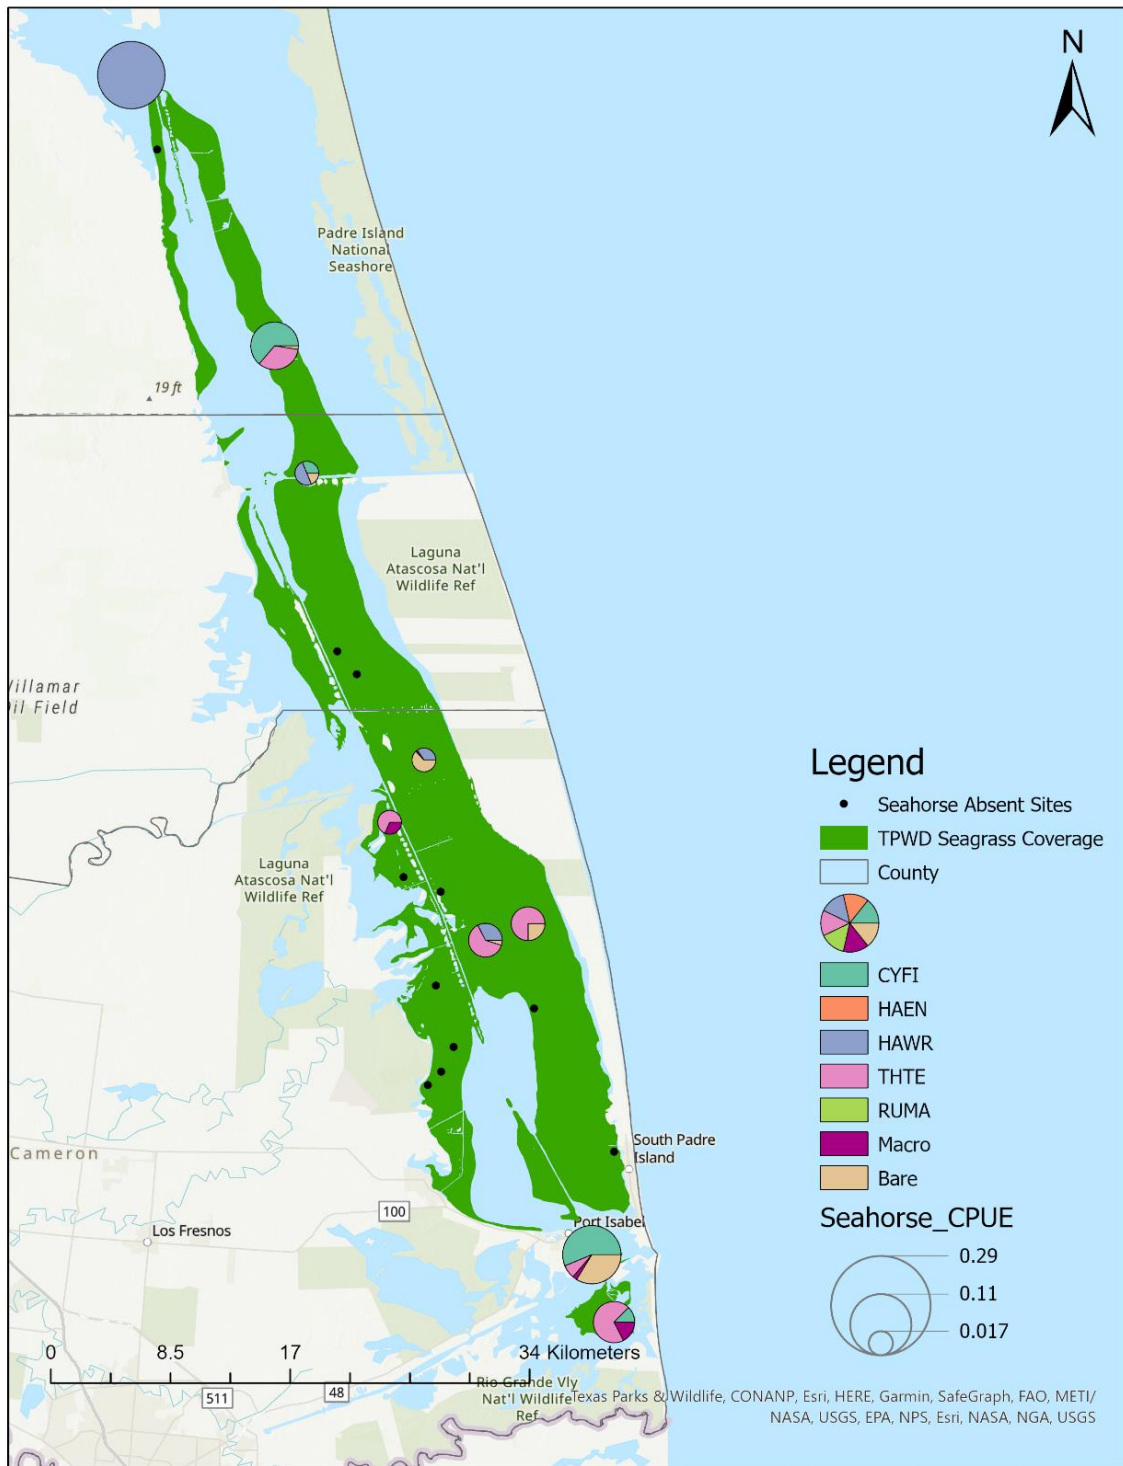 N
Padre Island
National
Seashore
19 ft
Laguna
Atascosa Nat'l
Wildlife Ref
Villamar
Oil Field
Legend
Seahorse Absent Sites
TPWD Seagrass Coverage
County
Laguna
Atascosa Nat'l
Wildlife Ref
CYFI
HAEN
HAWR
THTE
RUMA
Macro
Bare
South Padre
Island
Cameron
100
Port Isabel
Los Fresnos
Seahorse_CPUE
0.29
0.11
0.017
0 8.5 17 34 Kilometers
Rio Grande Vly
Nat'l Wildlife
Ref
511
48
Texas Parks & Wildlife, CONANP, Esri, HERE, Garmin, SafeGraph, FAO, METI/
NASA, USGS, EPA, NPS, Esri, NASA, NGA, USGS